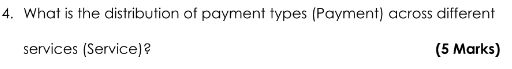 4. What is the distribution of payment types (Payment) across different
services (Service)? (5 Marks)